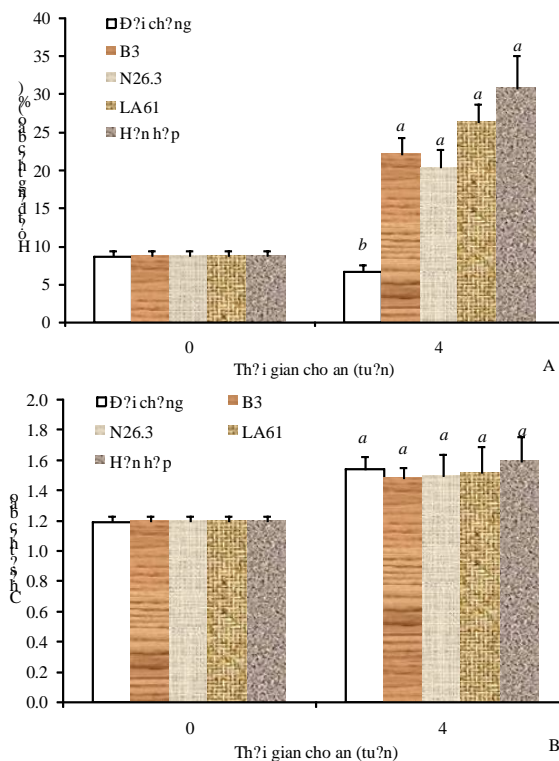 40
35
30
25
20
15
10
5
0
Ð?i ch?ng
B3
N26.3
LA61
H?n h?p
b
a
a
a
a
0
4
Th?i gian cho an (tu?n)
A
2.0
1.8
1.6
1.4
1.2
1.0
0.8
0.6
0.4
0.2
0.0
Ð?i ch?ng
B3
N26.3
LA61
H?n h?p
a
a
a
a
a
0
4
Th?i gian cho an (tu?n)
B